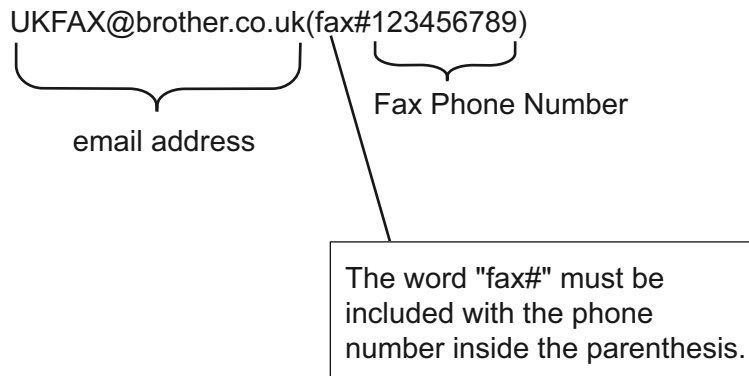 UKFAX@brother.co.uk(fax#123456789)
Fax Phone Number
email address
The word "fax#" must be
included with the phone
number inside the parenthesis.